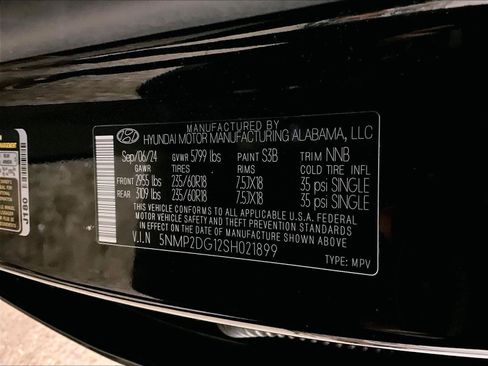 MANUFACTURED BY
HYUNDAI MOTOR MANUFACTURING ALABAMA, LLC
Sep/06/24 GVWR 5799 lbs PAINT S3B TRIM NNB
GAWR TIRES RIMS COLD TIRE INFL
FRONT 2955 lbs 235/60R18 7.5JX18 35 psi SINGLE
REAR 3109 lbs 235/60R18 7.5JX18 35 psi SINGLE
THIS VEHICLE CONFORMS TO ALL APPLICABLE U.S.A. FEDERAL
MOTOR VEHICLE SAFETY AND THEFT PREVENTION STANDARDS
IN EFFECT ON THE DATE OF MANUFACTURE SHOWN ABOVE.
V.I.N 5NMP2DG12SH021899
TYPE: MPV
J180